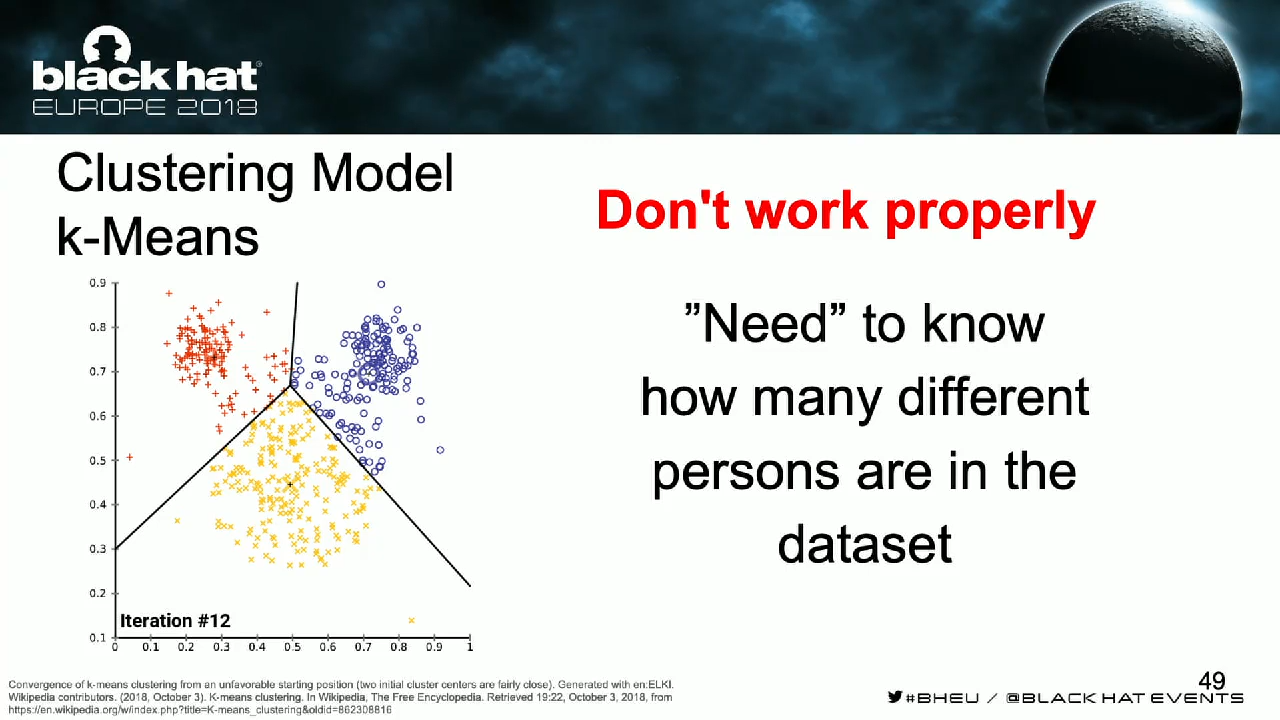 black hat
EUROPE 2018
Clustering Model
k-Means
Don't work properly
”Need” to know
how many different
persons are in the
dataset
0.9
0.8
0.7
0.6
0.5
0.4
0.3
0.2
0.1
Iteration #12
0 0.1 0.2 0.3 0.4 0.5 0.6 0.7 0.8 0.9 1
Convergence of k-means clustering from an unfavorable starting position (two initial cluster centers are fairly close). Generated with en:ELKI.
Wikipedia contributors. (2018, October 3). K-means clustering. In Wikipedia, The Free Encyclopedia. Retrieved 19:22, October 3, 2018, from
https://en.wikipedia.org/w/index.php?title=K-means_clustering&oldid=862308816
49
#BHEU / @BLACK HAT EVENTS